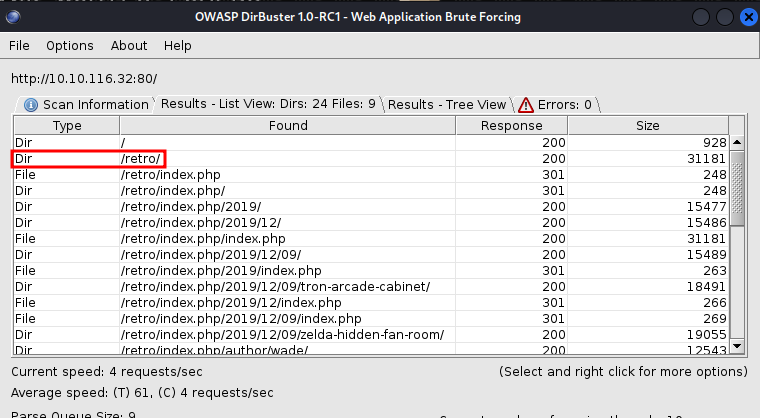 OWASP DirBuster 1.0-RC1 - Web Application Brute Forcing
File Options About Help
http://10.10.116.32:80/
Scan Information Results - List View: Dirs: 24 Files: 9 Results - Tree View Errors: 0
Type Found Response Size
Dir / 200 928
Dir /retro/ 200 31181
File /retro/index.php 301 248
Dir /retro/index.php/ 301 248
Dir /retro/index.php/2019/ 200 15477
Dir /retro/index.php/2019/12/ 200 15486
File /retro/index.php/index.php 200 31181
Dir /retro/index.php/2019/12/09/ 200 15489
File /retro/index.php/2019/index.php 301 263
Dir /retro/index.php/2019/12/09/tron-arcade-cabinet/ 200 18491
File /retro/index.php/2019/12/index.php 301 266
File /retro/index.php/2019/12/09/index.php 301 269
Dir /retro/index.php/2019/12/09/zelda-hidden-fan-room/ 200 19055
Dir /retro/index.php/author/wade/ 200 12543
Current speed: 4 requests/sec (Select and right click for more options)
Average speed: (T) 61, (C) 4 requests/sec
Parse Queue Size: 9